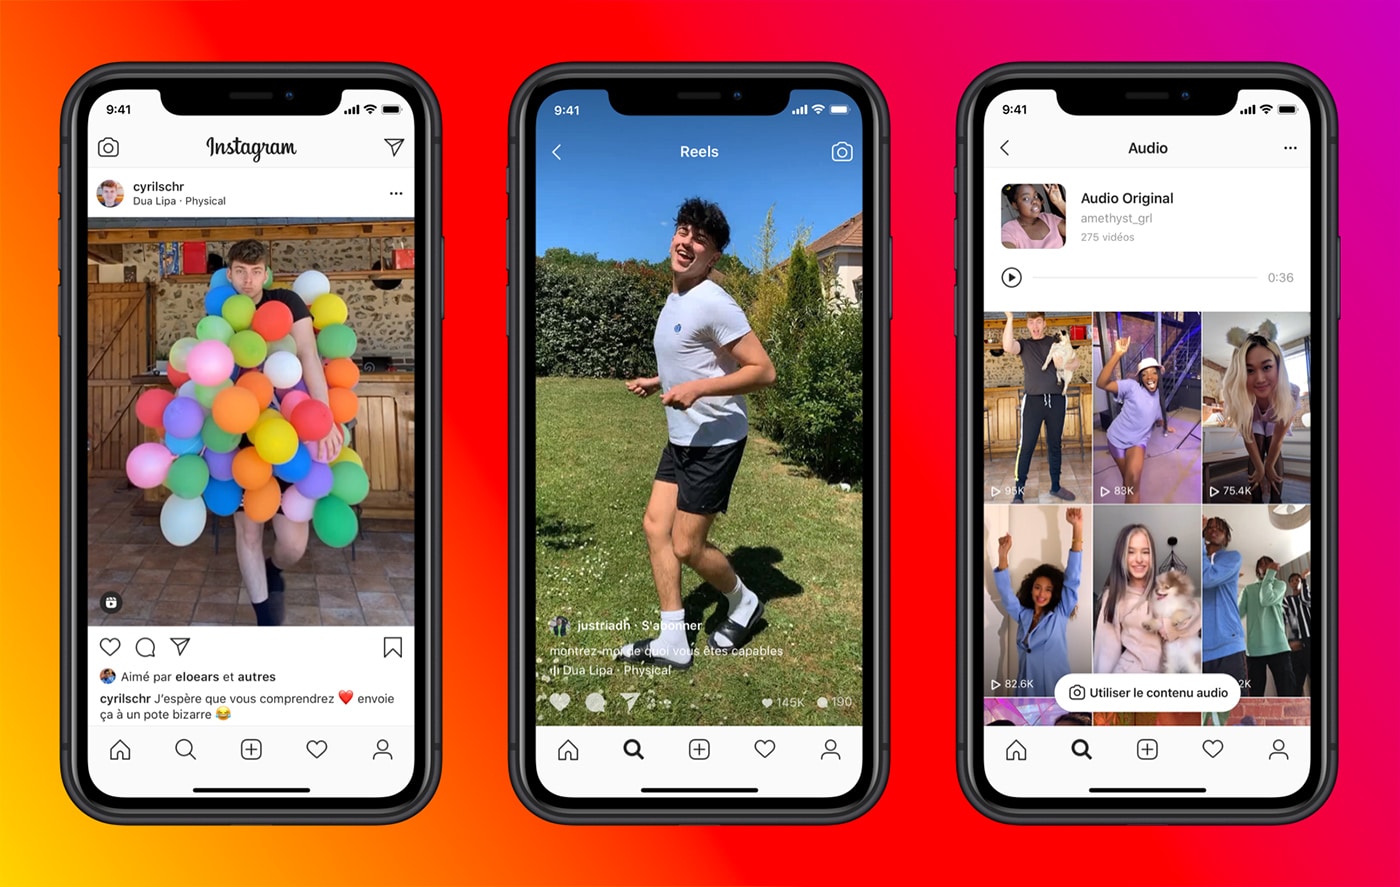 9:41
Instagram
cyrilschr
Dua Lipa · Physical
Aimé par eloears et autres
cyrilschr J'espère que vous comprendrez ❤️ envoie
ça à un pote bizarre 😂
9:41
Reels
justriadh · S'abonner
montrez-moi de quoi vous êtes capables
Dua Lipa · Physical
145K 190
9:41
Audio
Audio Original
amethyst_grl
275 vidéos
0:36
95K
83K
75.4K
82.6K
2K
Utiliser le contenu audio